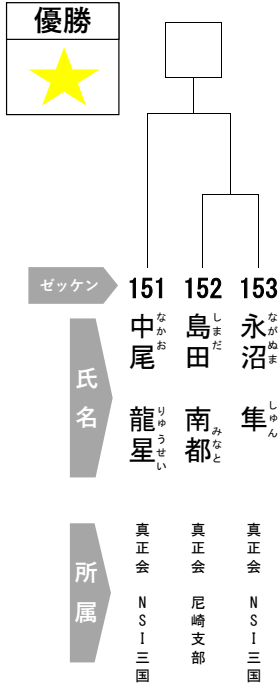 優勝
ゼッケン
151
152
153
氏名
中尾 龍星
なかお りゅうせい
島田 南都
しまだ みなと
永沼 隼
ながぬま しゅん
所属
真正会 NSI三国
真正会 尼崎支部
真正会 NSI三国